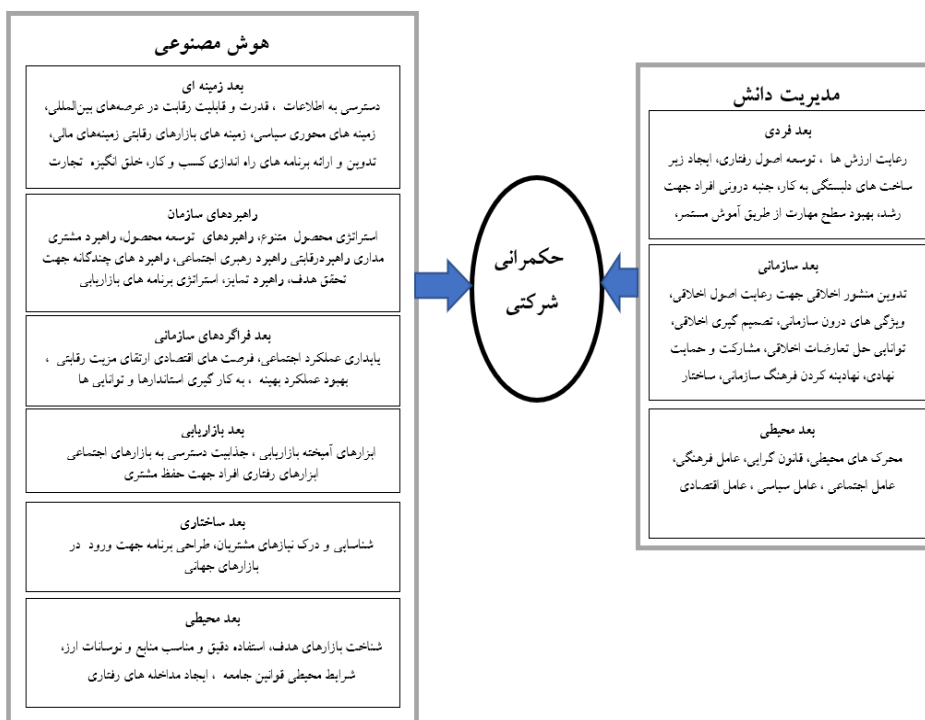 هوش مصنوعی
بعد زمینه ای
دسترسی به اطلاعات ، قدرت و قابلیت رقابت در عرصه‌های بین‌المللی،
زمینه های محوری سیاسی، زمینه های بازارهای رقابتی زمینه‌های مالی،
تدوین و ارائه برنامه های راه اندازی کسب و کار، خلق انگیزه تجارت
راهبردهای سازمان
استراتژی محصول متنوع، راهبردهای توسعه محصول، راهبرد مشتری
مداری راهبردرقابتی راهبرد رهبری اجتماعی، راهبرد های چندگانه جهت
تحقق هدف، راهبرد تمایز، استراتژی برنامه های بازاریابی
بعد فراگردهای سازمانی
پایداری عملکرد اجتماعی، فرصت های اقتصادی ارتقای مزیت رقابتی ،
بهبود عملکرد بهینه ، به کار گیری استاندارها و توانایی ها
بعد بازاریابی
ابزارهای آمیخته بازاریابی ، جذابیت دسترسی به بازارهای اجتماعی
ابزارهای رفتاری افراد جهت حفظ مشتری
بعد ساختاری
شناسایی و درک نیازهای مشتریان، طراحی برنامه جهت ورود در
بازارهای جهانی
بعد محیطی
شناخت بازارهای هدف، استفاده دقیق و مناسب منابع و نوسانات ارز،
شرایط محیطی قوانین جامعه ، ایجاد مداخله های رفتاری
حکمرانی
شرکتی
مدیریت دانش
بعد فردی
رعایت ارزش ها ، توسعه اصول رفتاری، ایجاد زیر
ساخت های دلبستگی به کار، جنبه درونی افراد جهت
رشد، بهبود سطح مهارت از طریق آموش مستمر،
بعد سازمانی
تدوین منشور اخلاقی جهت رعایت اصول اخلاقی،
ویژگی های درون سازمانی، تصمیم گیری اخلاقی،
توانایی حل تعارضات اخلاقی، مشارکت و حمایت
نهادی، نهادینه کردن فرهنگ سازمانی، ساختار
بعد محیطی
محرک های محیطی، قانون گرایی، عامل فرهنگی،
عامل اجتماعی ، عامل سیاسی ، عامل اقتصادی